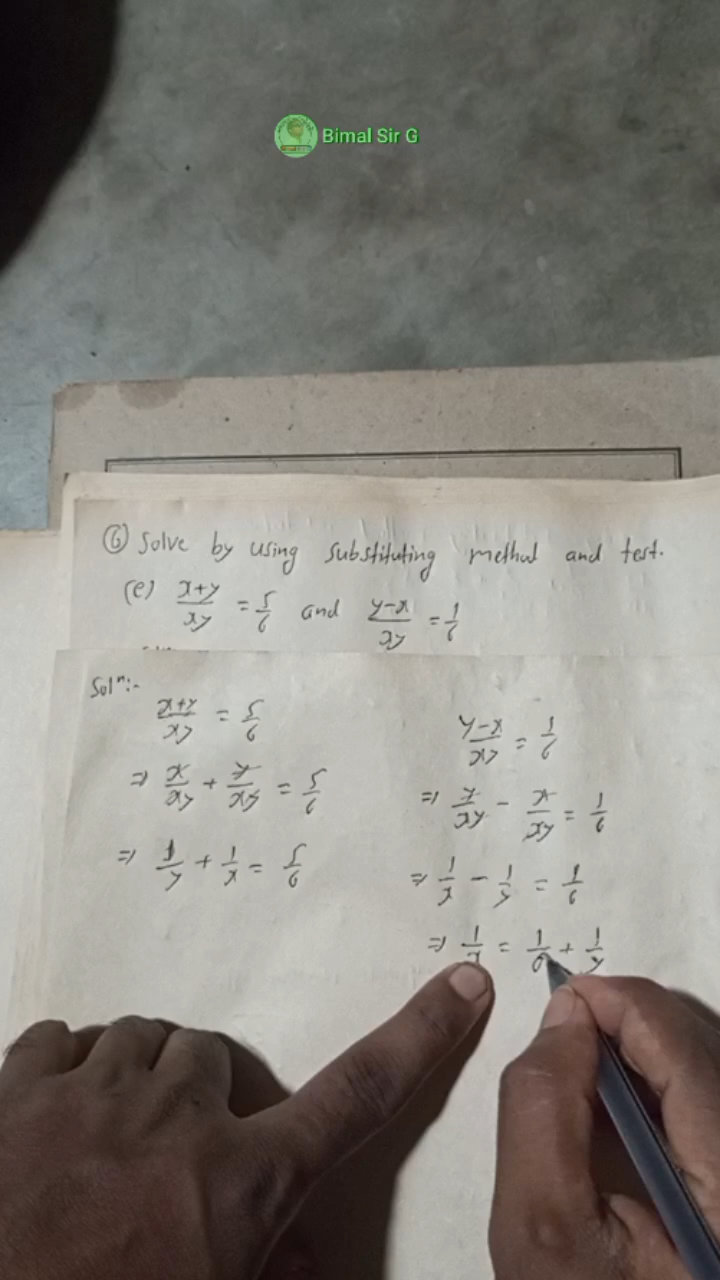 Bimal Sir G
⑥ Solve by using substituting method and test.
(e) x+y/xy = 5/6 and y-x/xy = 1/6
Solⁿ:-
x+y/xy = 5/6
⇒ x/xy + y/xy = 5/6
⇒ 1/y + 1/x = 5/6
y-x/xy = 1/6
⇒ y/xy - x/xy = 1/6
⇒ 1/x - 1/y = 1/6
⇒ 1/x = 1/6 + 1/y